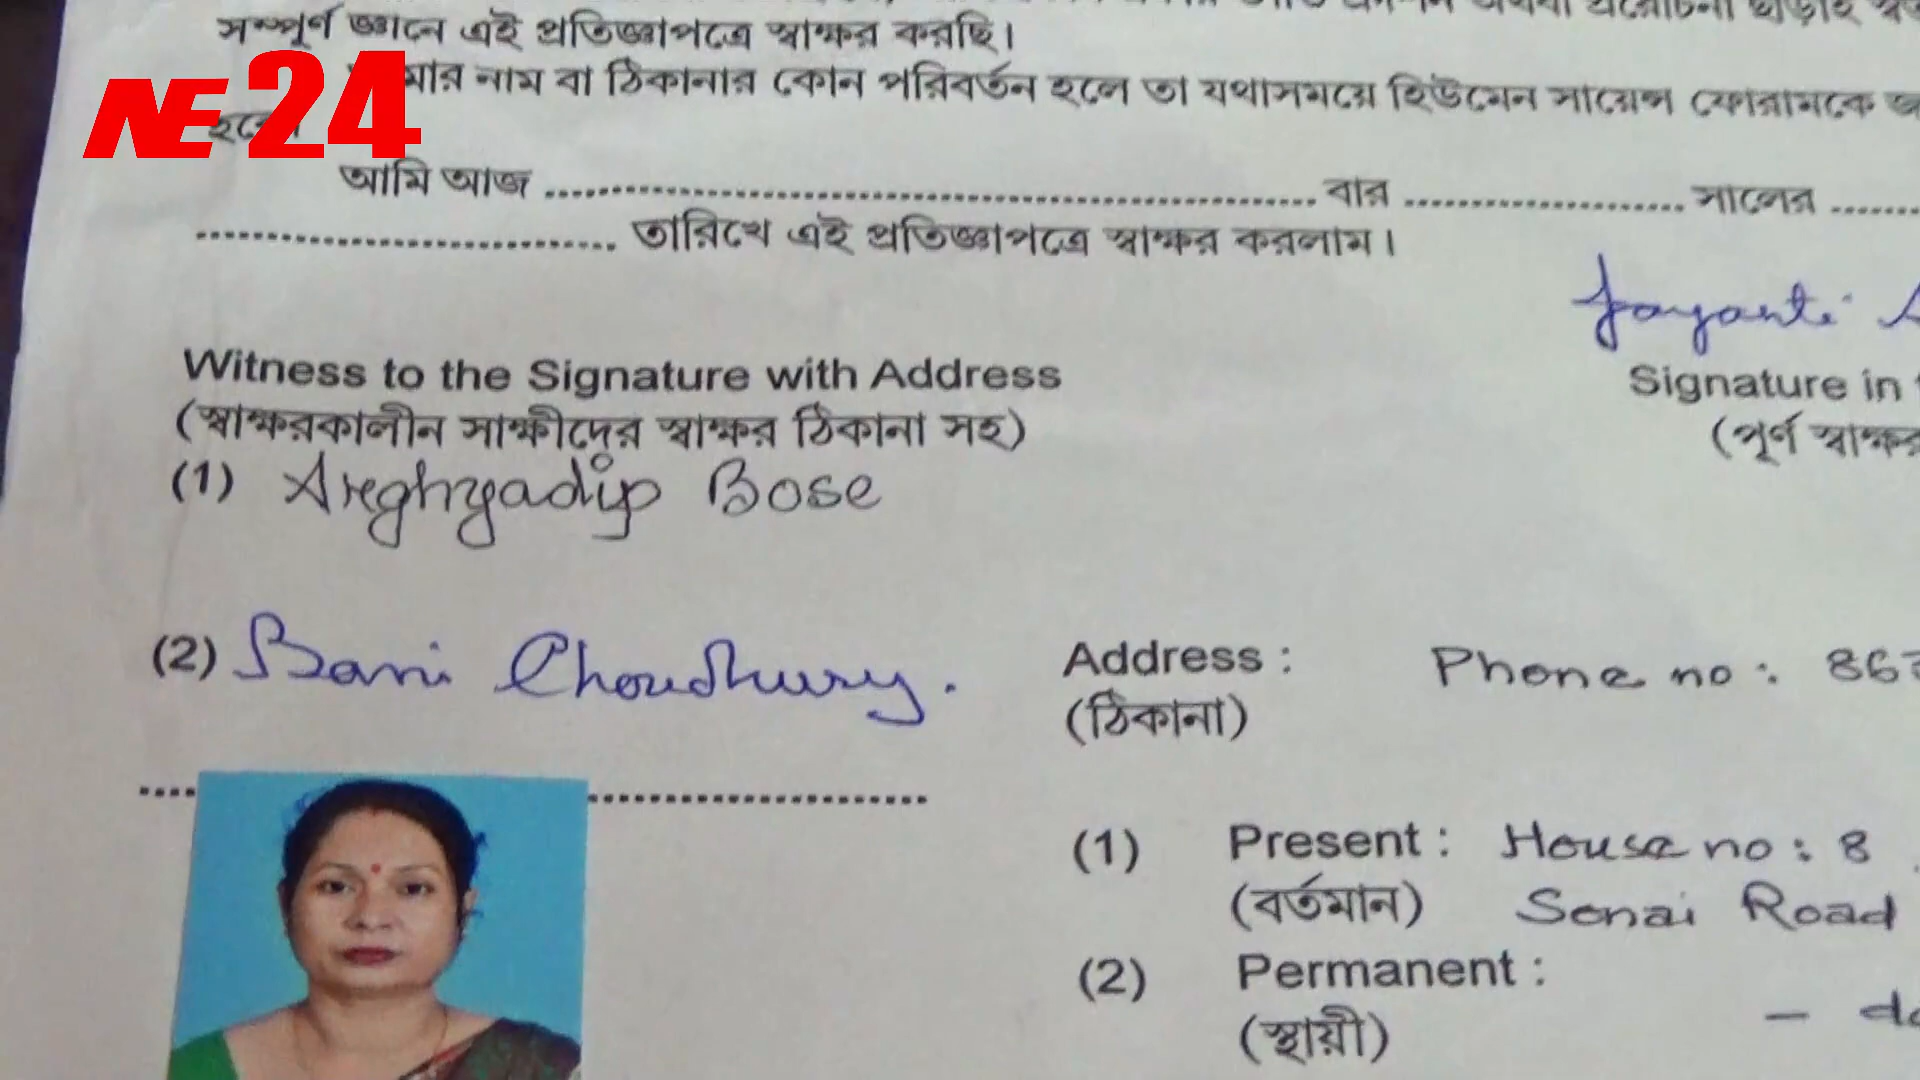 সম্পূর্ণ জ্ঞানে এই প্রতিজ্ঞাপত্রে স্বাক্ষর করছি।
NE 24
নাম বা ঠিকানার কোন পরিবর্তন হলে তা যথাসময়ে হিউমেন সায়েন্স ফোরামকে
আমি আজ .......................................................... বার ..................... সালের .......
............................... তারিখে এই প্রতিজ্ঞাপত্রে স্বাক্ষর করলাম।
Jayanti
Witness to the Signature with Address
Signature in
(স্বাক্ষরকালীন সাক্ষীদের স্বাক্ষর ঠিকানা সহ)
(পূর্ণ স্বাক্ষর
(1) Arghyadip Bose
(2) Bani Choudhury.
Address : Phone no : 86
(ঠিকানা)
(1) Present : House no : 8
(বর্তমান) Sonai Road
(2) Permanent :
(স্থায়ী)